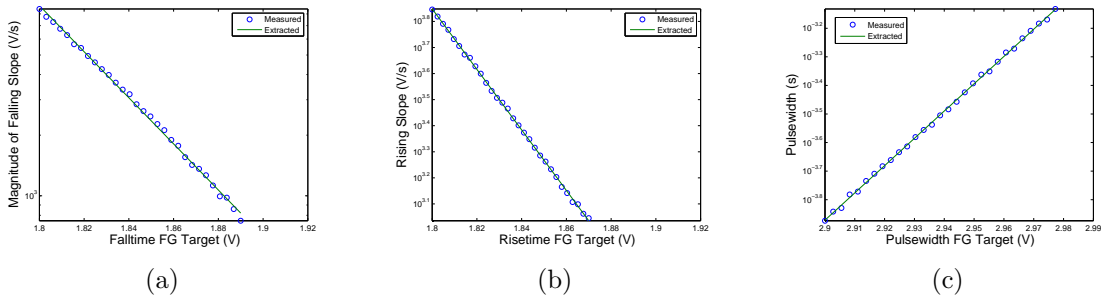 Magnitude of Falling Slope (V/s)
10^3
Measured
Extracted
1.8 1.82 1.84 1.86 1.88 1.9 1.92
Falltime FG Target (V)
(a)
Rising Slope (V/s)
10^3.8
10^3.7
10^3.6
10^3.5
10^3.4
10^3.3
10^3.2
10^3.1
Measured
Extracted
1.8 1.82 1.84 1.86 1.88 1.9 1.92
Risetime FG Target (V)
(b)
Pulsewidth (s)
10^-3.2
10^-3.3
10^-3.4
10^-3.5
10^-3.6
10^-3.7
10^-3.8
Measured
Extracted
2.9 2.91 2.92 2.93 2.94 2.95 2.96 2.97 2.98 2.99
Pulsewidth FG Target (V)
(c)